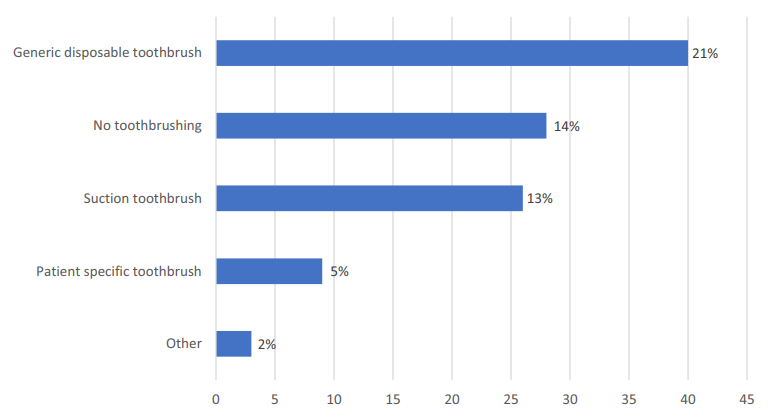 Generic disposable toothbrush 21%
No toothbrushing 14%
Suction toothbrush 13%
Patient specific toothbrush 5%
Other 2%
0 5 10 15 20 25 30 35 40 45